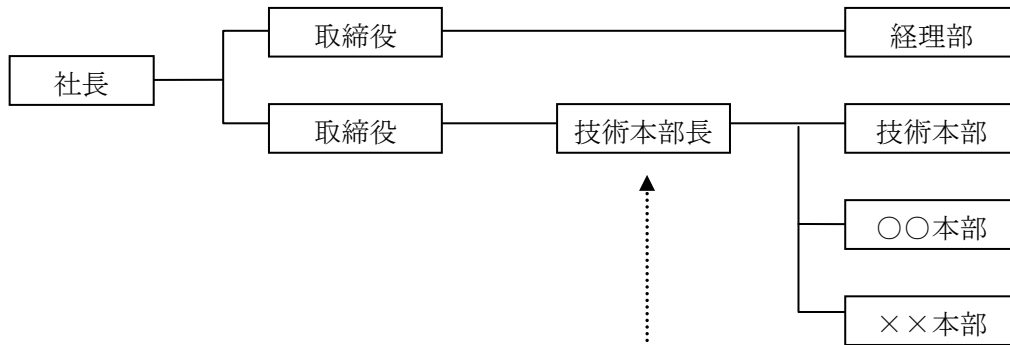 取締役
経理部
社長
取締役
技術本部長
技術本部
○○本部
××本部